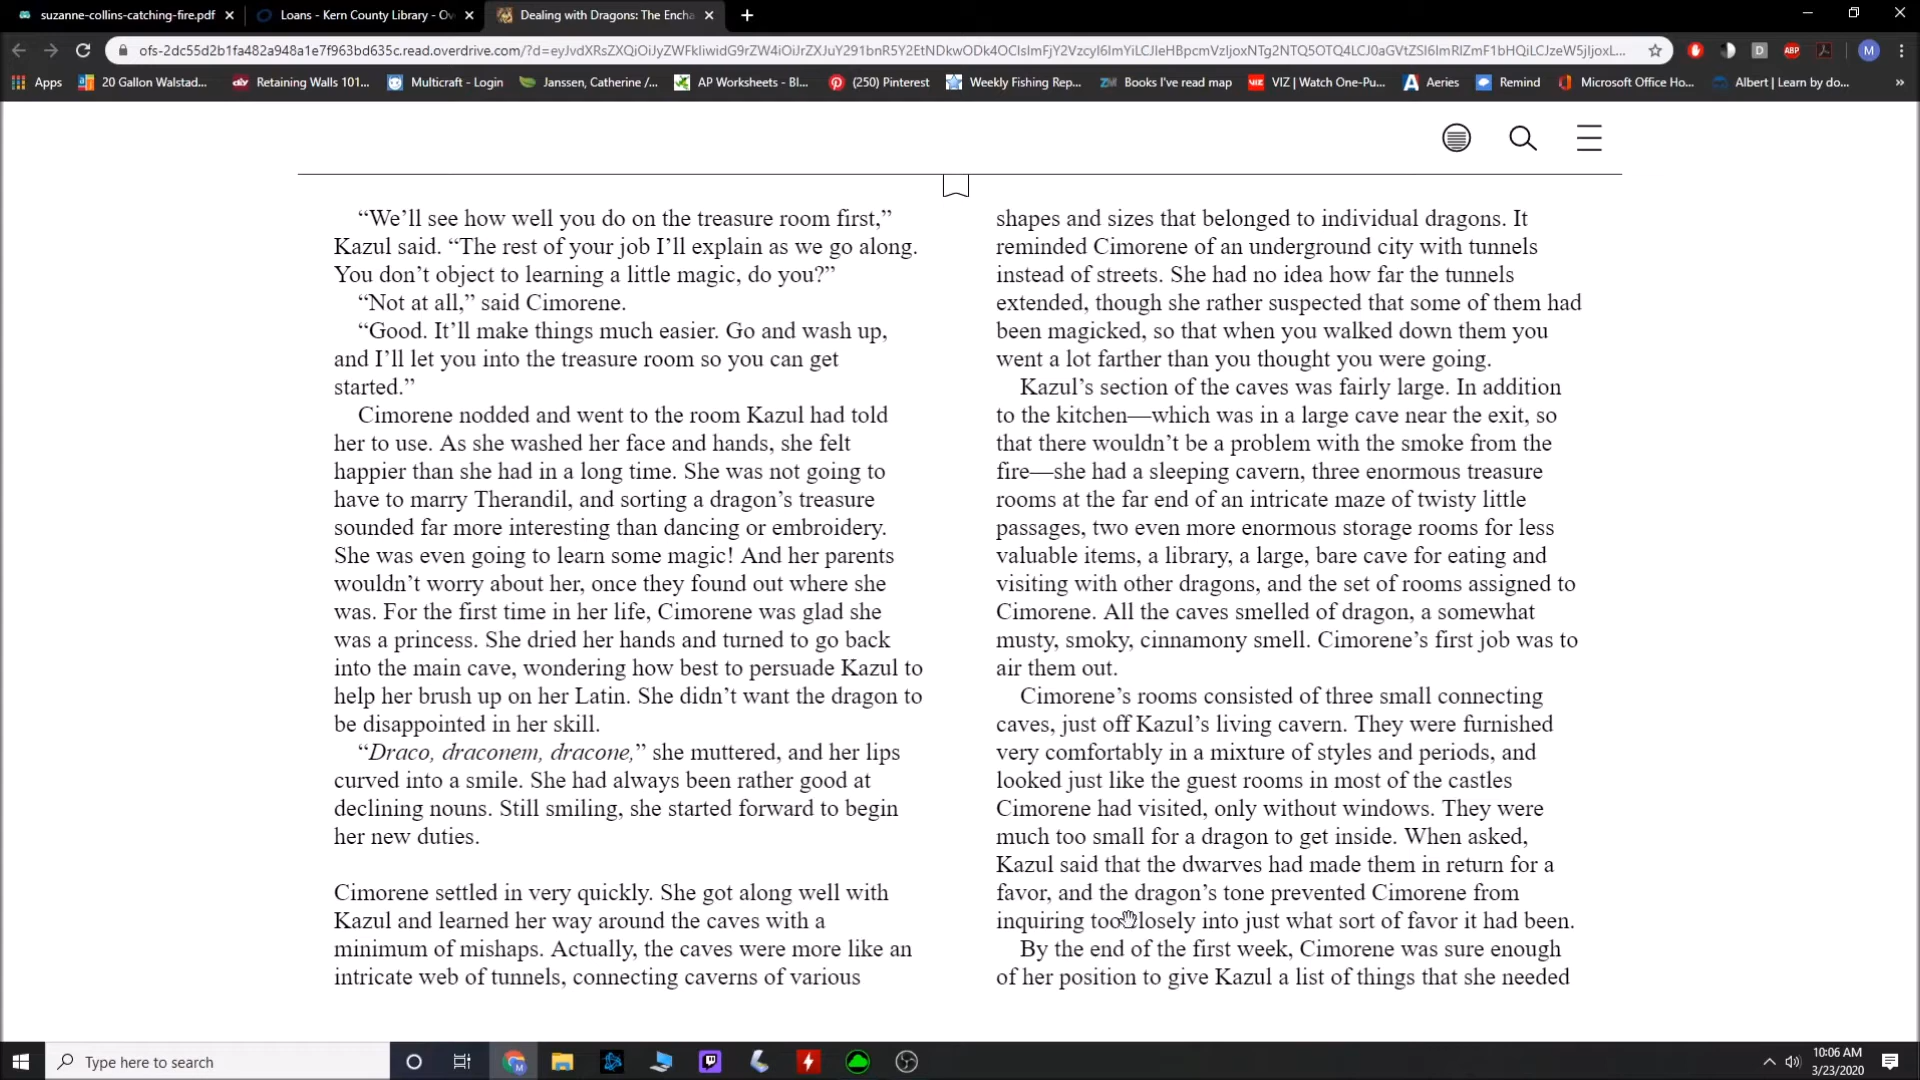 suzanne-collins-catching-fire.pdf
Loans - Kern County Library - Ov
Dealing with Dragons: The Encha
ofs-2dc55d2b1fa482a948a1e7f963bd635c.read.overdrive.com
Apps
20 Gallon Walstad...
Retaining Walls 101...
Multicraft - Login
Janssen, Catherine /...
AP Worksheets - Bl...
(250) Pinterest
Weekly Fishing Rep...
Books I've read map
VIZ | Watch One-Pu...
Aeries
Remind
Microsoft Office Ho...
Albert | Learn by do...
“We’ll see how well you do on the treasure room first,”
Kazul said. “The rest of your job I’ll explain as we go along.
You don’t object to learning a little magic, do you?”
“Not at all,” said Cimorene.
“Good. It’ll make things much easier. Go and wash up,
and I’ll let you into the treasure room so you can get
started.”
Cimorene nodded and went to the room Kazul had told
her to use. As she washed her face and hands, she felt
happier than she had in a long time. She was not going to
have to marry Therandil, and sorting a dragon’s treasure
sounded far more interesting than dancing or embroidery.
She was even going to learn some magic! And her parents
wouldn’t worry about her, once they found out where she
was. For the first time in her life, Cimorene was glad she
was a princess. She dried her hands and turned to go back
into the main cave, wondering how best to persuade Kazul to
help her brush up on her Latin. She didn’t want the dragon to
be disappointed in her skill.
“Draco, draconem, dracone,” she muttered, and her lips
curved into a smile. She had always been rather good at
declining nouns. Still smiling, she started forward to begin
her new duties.
Cimorene settled in very quickly. She got along well with
Kazul and learned her way around the caves with a
minimum of mishaps. Actually, the caves were more like an
intricate web of tunnels, connecting caverns of various
shapes and sizes that belonged to individual dragons. It
reminded Cimorene of an underground city with tunnels
instead of streets. She had no idea how far the tunnels
extended, though she rather suspected that some of them had
been magicked, so that when you walked down them you
went a lot farther than you thought you were going.
Kazul’s section of the caves was fairly large. In addition
to the kitchen—which was in a large cave near the exit, so
that there wouldn’t be a problem with the smoke from the
fire—she had a sleeping cavern, three enormous treasure
rooms at the far end of an intricate maze of twisty little
passages, two even more enormous storage rooms for less
valuable items, a library, a large, bare cave for eating and
visiting with other dragons, and the set of rooms assigned to
Cimorene. All the caves smelled of dragon, a somewhat
musty, smoky, cinnamony smell. Cimorene’s first job was to
air them out.
Cimorene’s rooms consisted of three small connecting
caves, just off Kazul’s living cavern. They were furnished
very comfortably in a mixture of styles and periods, and
looked just like the guest rooms in most of the castles
Cimorene had visited, only without windows. They were
much too small for a dragon to get inside. When asked,
Kazul said that the dwarves had made them in return for a
favor, and the dragon’s tone prevented Cimorene from
inquiring too closely into just what sort of favor it had been.
By the end of the first week, Cimorene was sure enough
of her position to give Kazul a list of things that she needed
Type here to search
10:06 AM
3/23/2020